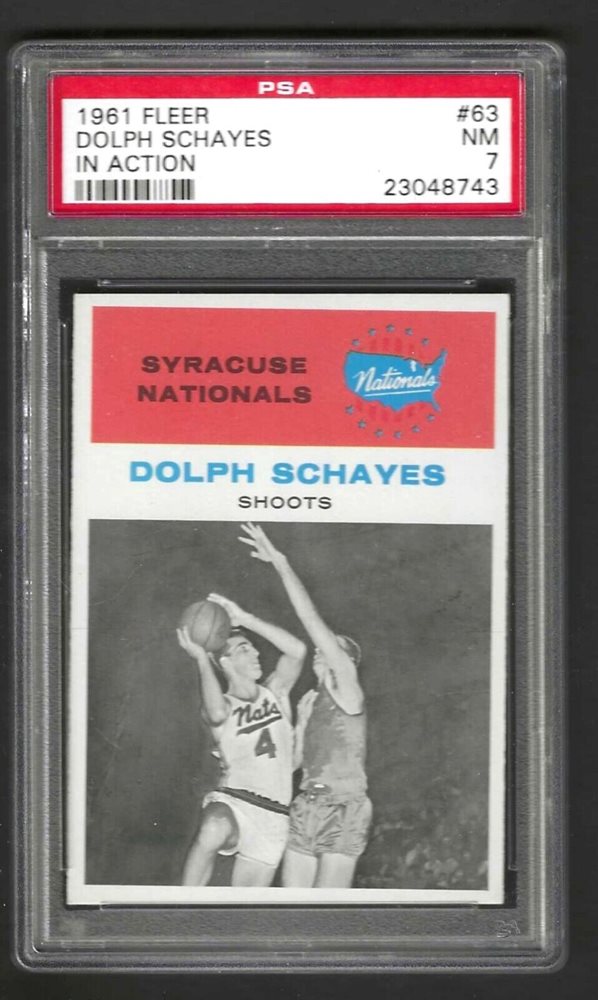 PSA
1961 FLEER #63
DOLPH SCHAYES NM
IN ACTION 7
23048743
SYRACUSE
NATIONALS
Nationals
DOLPH SCHAYES
SHOOTS
Nats
4